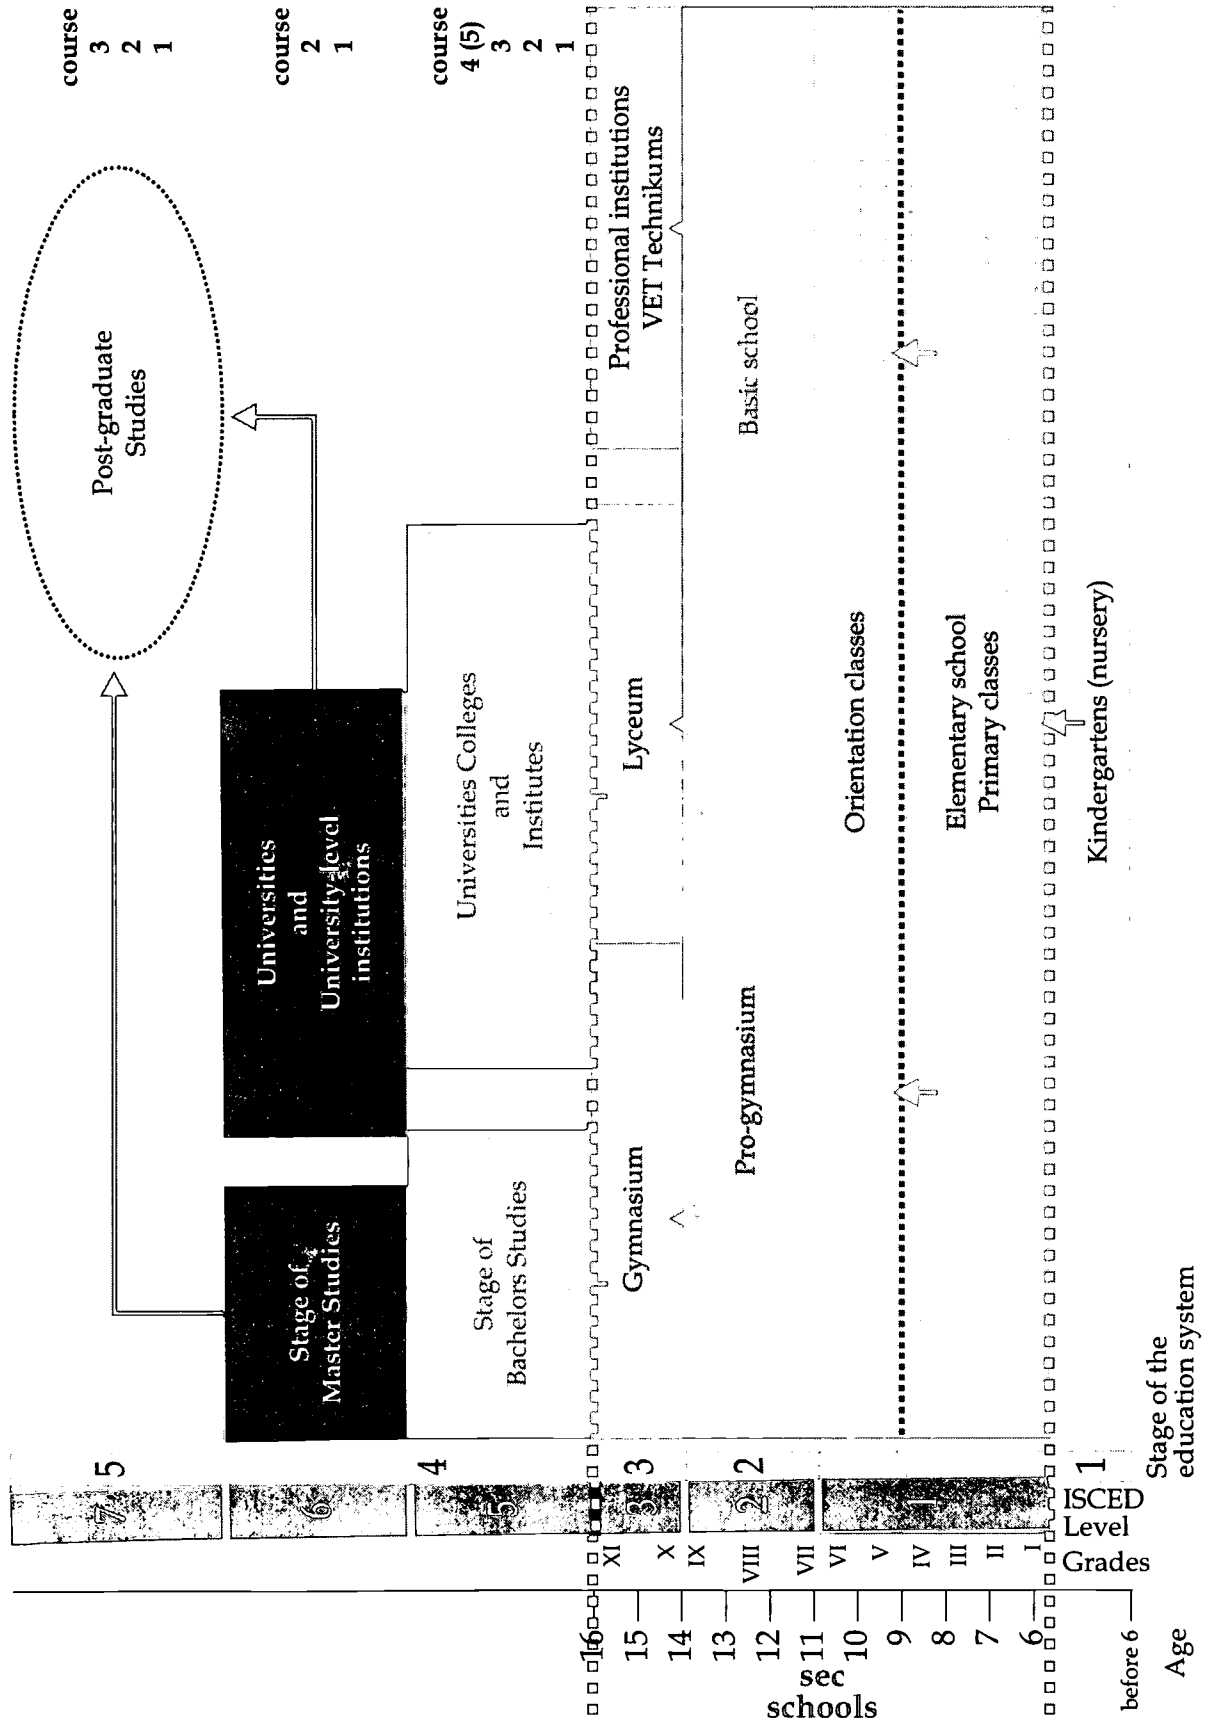 course
3
2
1
course
2
1
course
4 (5)
3
2
1
Post-graduate
Studies
Universities
and
University-level
institutions
Stage of
Master Studies
Universities Colleges
and
Institutes
Stage of
Bachelors Studies
Professional institutions
VET Technikums
Lyceum
Gymnasium
Basic school
Pro-gymnasium
Orientation classes
Elementary school
Primary classes
Kindergartens (nursery)
5
4
3
2
1
Stage of the
education system
7
6
5
3
2
1
ISCED
Level
XI
X
IX
VIII
VII
VI
V
IV
III
II
I
Grades
16
15
14
13
12
11
10
9
8
7
6
before 6
Age
sec
schools